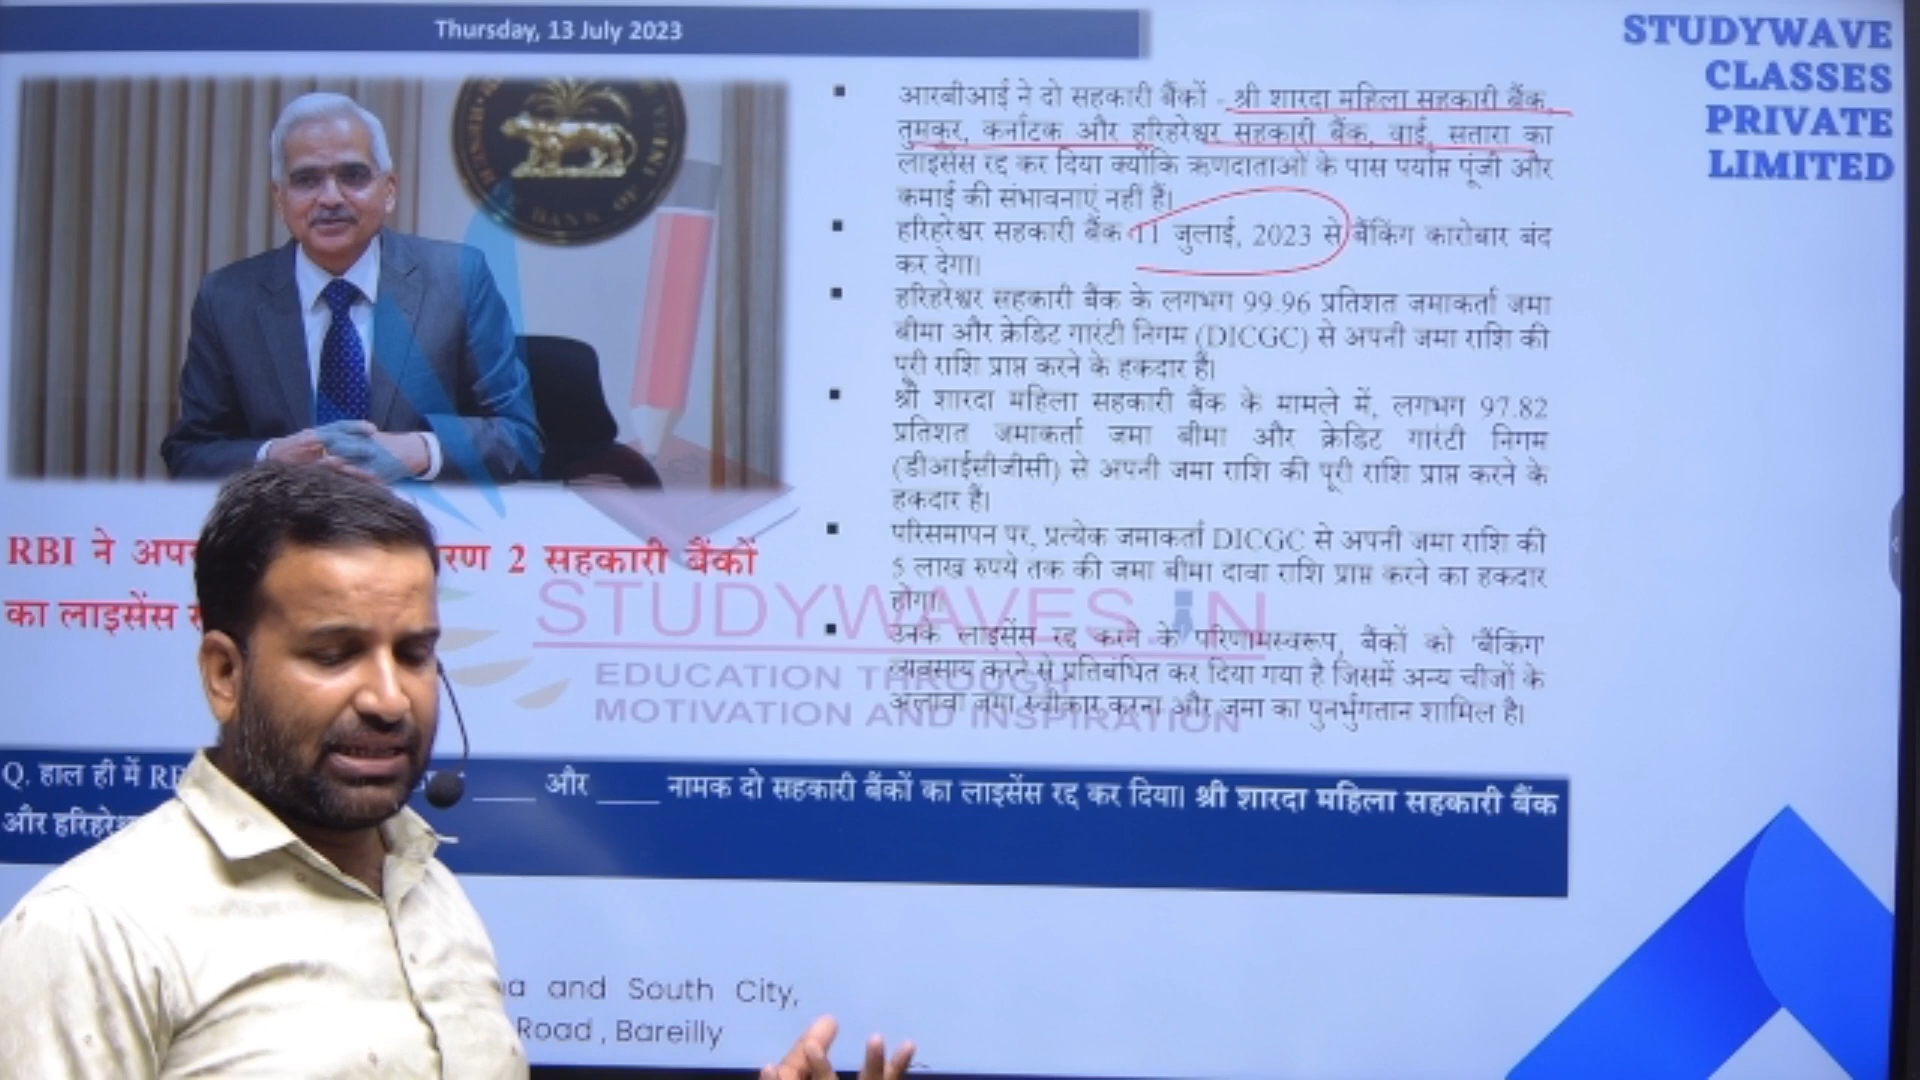 Thursday, 13 July 2023
STUDYWAVE
CLASSES
PRIVATE
LIMITED
आरबीआई ने दो सहकारी बैंकों - श्री शारदा महिला सहकारी बैंक,
तुमकुर, कर्नाटक और हरिहरेश्वर सहकारी बैंक, वाई, सतारा का
लाइसेंस रद्द कर दिया क्योंकि ऋणदाताओं के पास पर्याप्त पूंजी और
कमाई की संभावनाएं नहीं हैं।
हरिहरेश्वर सहकारी बैंक 11 जुलाई, 2023 से बैंकिंग कारोबार बंद
कर देगा।
हरिहरेश्वर सहकारी बैंक के लगभग 99.96 प्रतिशत जमाकर्ता जमा
बीमा और क्रेडिट गारंटी निगम (DICGC) से अपनी जमा राशि की
पूरी राशि प्राप्त करने के हकदार हैं।
श्री शारदा महिला सहकारी बैंक के मामले में, लगभग 97.82
प्रतिशत जमाकर्ता जमा बीमा और क्रेडिट गारंटी निगम
(डीआईसीजीसी) से अपनी जमा राशि की पूरी राशि प्राप्त करने के
हकदार हैं।
परिसमापन पर, प्रत्येक जमाकर्ता DICGC से अपनी जमा राशि की
5 लाख रुपये तक की जमा बीमा दावा राशि प्राप्त करने का हकदार
होगा।
उनके लाइसेंस रद्द करने के परिणामस्वरूप, बैंकों को 'बैंकिंग'
व्यवसाय करने से प्रतिबंधित कर दिया गया है जिसमें अन्य चीजों के
अलावा जमा स्वीकार करना और जमा का पुनर्भुगतान शामिल है।
RBI ने 2 सहकारी बैंकों
का लाइसेंस
STUDYWAVES.IN
EDUCATION THROUGH
MOTIVATION AND INSPIRATION
Q. हाल ही में ____ और ____ नामक दो सहकारी बैंकों का लाइसेंस रद्द कर दिया। श्री शारदा महिला सहकारी बैंक
और
and South City,
Road , Bareilly